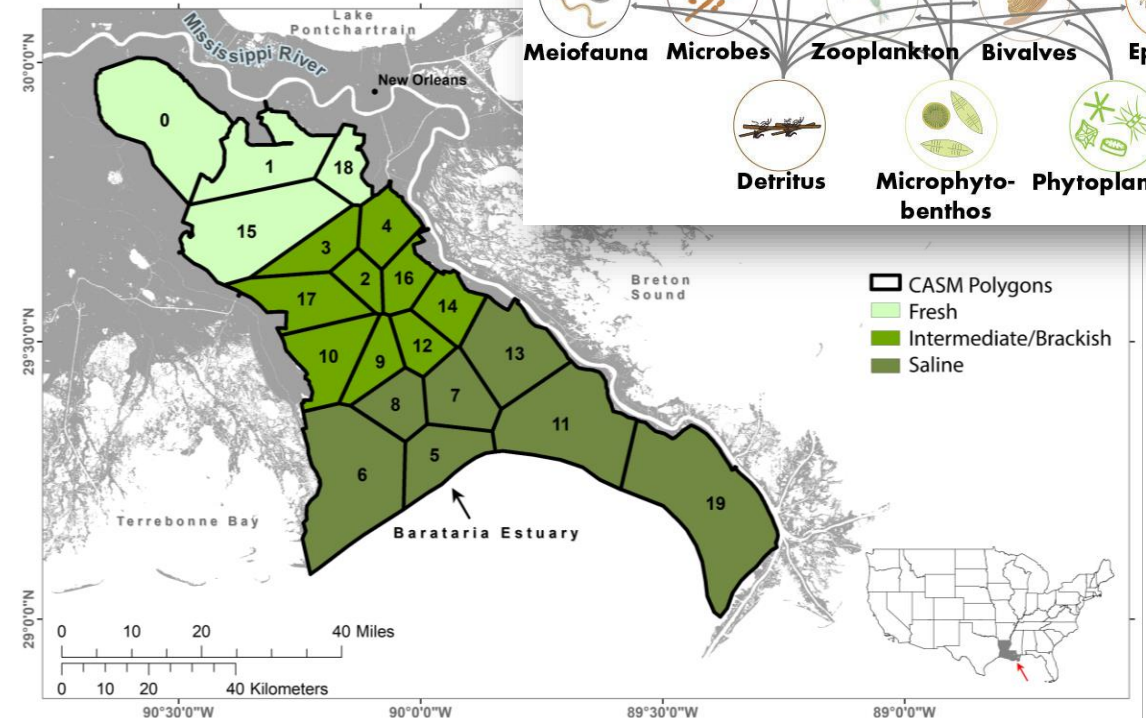 Meiofauna
Microbes
Zooplankton
Bivalves
Detritus
Microphyto-
benthos
Lake
Pontchartrain
Mississippi River
New Orleans
30°0'0"N
29°30'0"N
29°0'0"N
0
1
18
15
4
3
2
16
17
14
10
9
12
13
8
7
11
6
5
19
Breton
Sound
CASM Polygons
Fresh
Intermediate/Brackish
Saline
Terrebonne Bay
Barataria Estuary
0 10 20 40 Miles
0 10 20 40 Kilometers
90°30'0"W
90°0'0"W
89°30'0"W
89°0'0"W